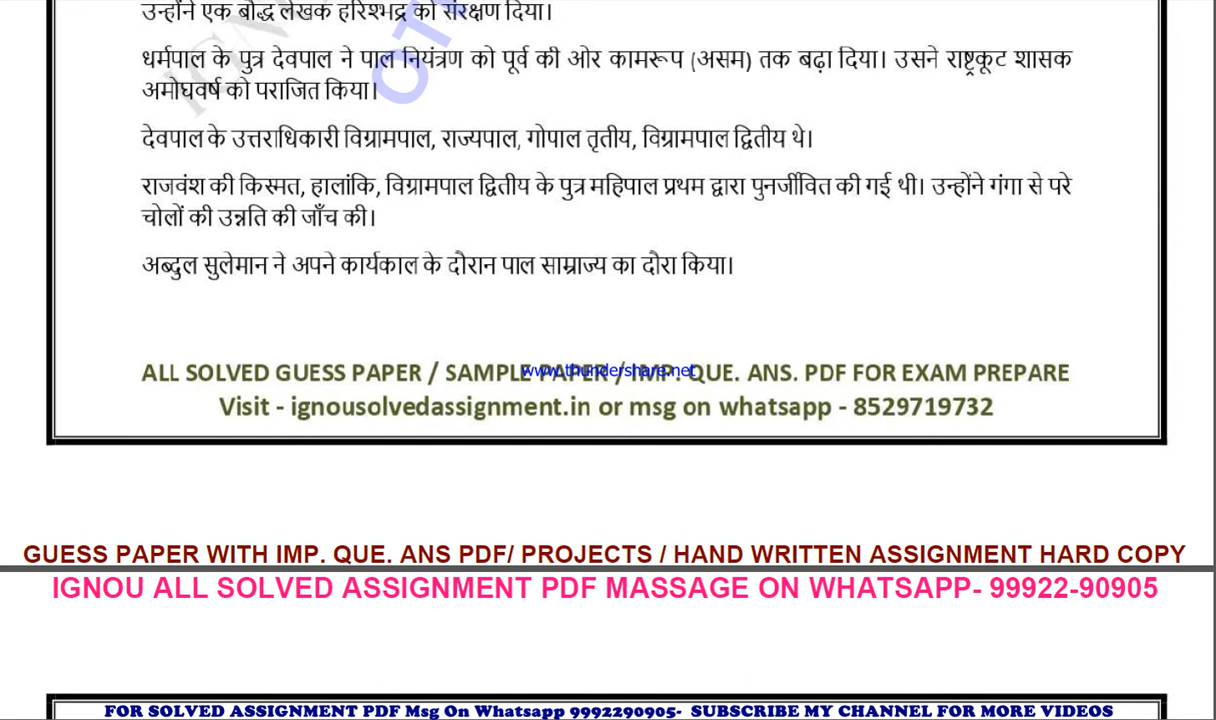 उन्होंने एक बौद्ध लेखक हरिश्भद्र को संरक्षण दिया।
धर्मपाल के पुत्र देवपाल ने पाल नियंत्रण को पूर्व की ओर कामरूप (असम) तक बढ़ा दिया। उसने राष्ट्रकूट शासक
अमोघवर्ष को पराजित किया।
देवपाल के उत्तराधिकारी विग्रामपाल, राज्यपाल, गोपाल तृतीय, विग्रामपाल द्वितीय थे।
राजवंश की किस्मत, हालांकि, विग्रामपाल द्वितीय के पुत्र महिपाल प्रथम द्वारा पुनर्जीवित की गई थी। उन्होंने गंगा से परे
चोलों की उन्नति की जाँच की।
अब्दुल सुलेमान ने अपने कार्यकाल के दौरान पाल साम्राज्य का दौरा किया।
ALL SOLVED GUESS PAPER / SAMPLE PAPER / IMP. QUE. ANS. PDF FOR EXAM PREPARE
www.thundershare.net
Visit - ignousolvedassignment.in or msg on whatsapp - 8529719732
GUESS PAPER WITH IMP. QUE. ANS PDF/ PROJECTS / HAND WRITTEN ASSIGNMENT HARD COPY
IGNOU ALL SOLVED ASSIGNMENT PDF MASSAGE ON WHATSAPP- 99922-90905
FOR SOLVED ASSIGNMENT PDF Msg On Whatsapp 9992290905- SUBSCRIBE MY CHANNEL FOR MORE VIDEOS